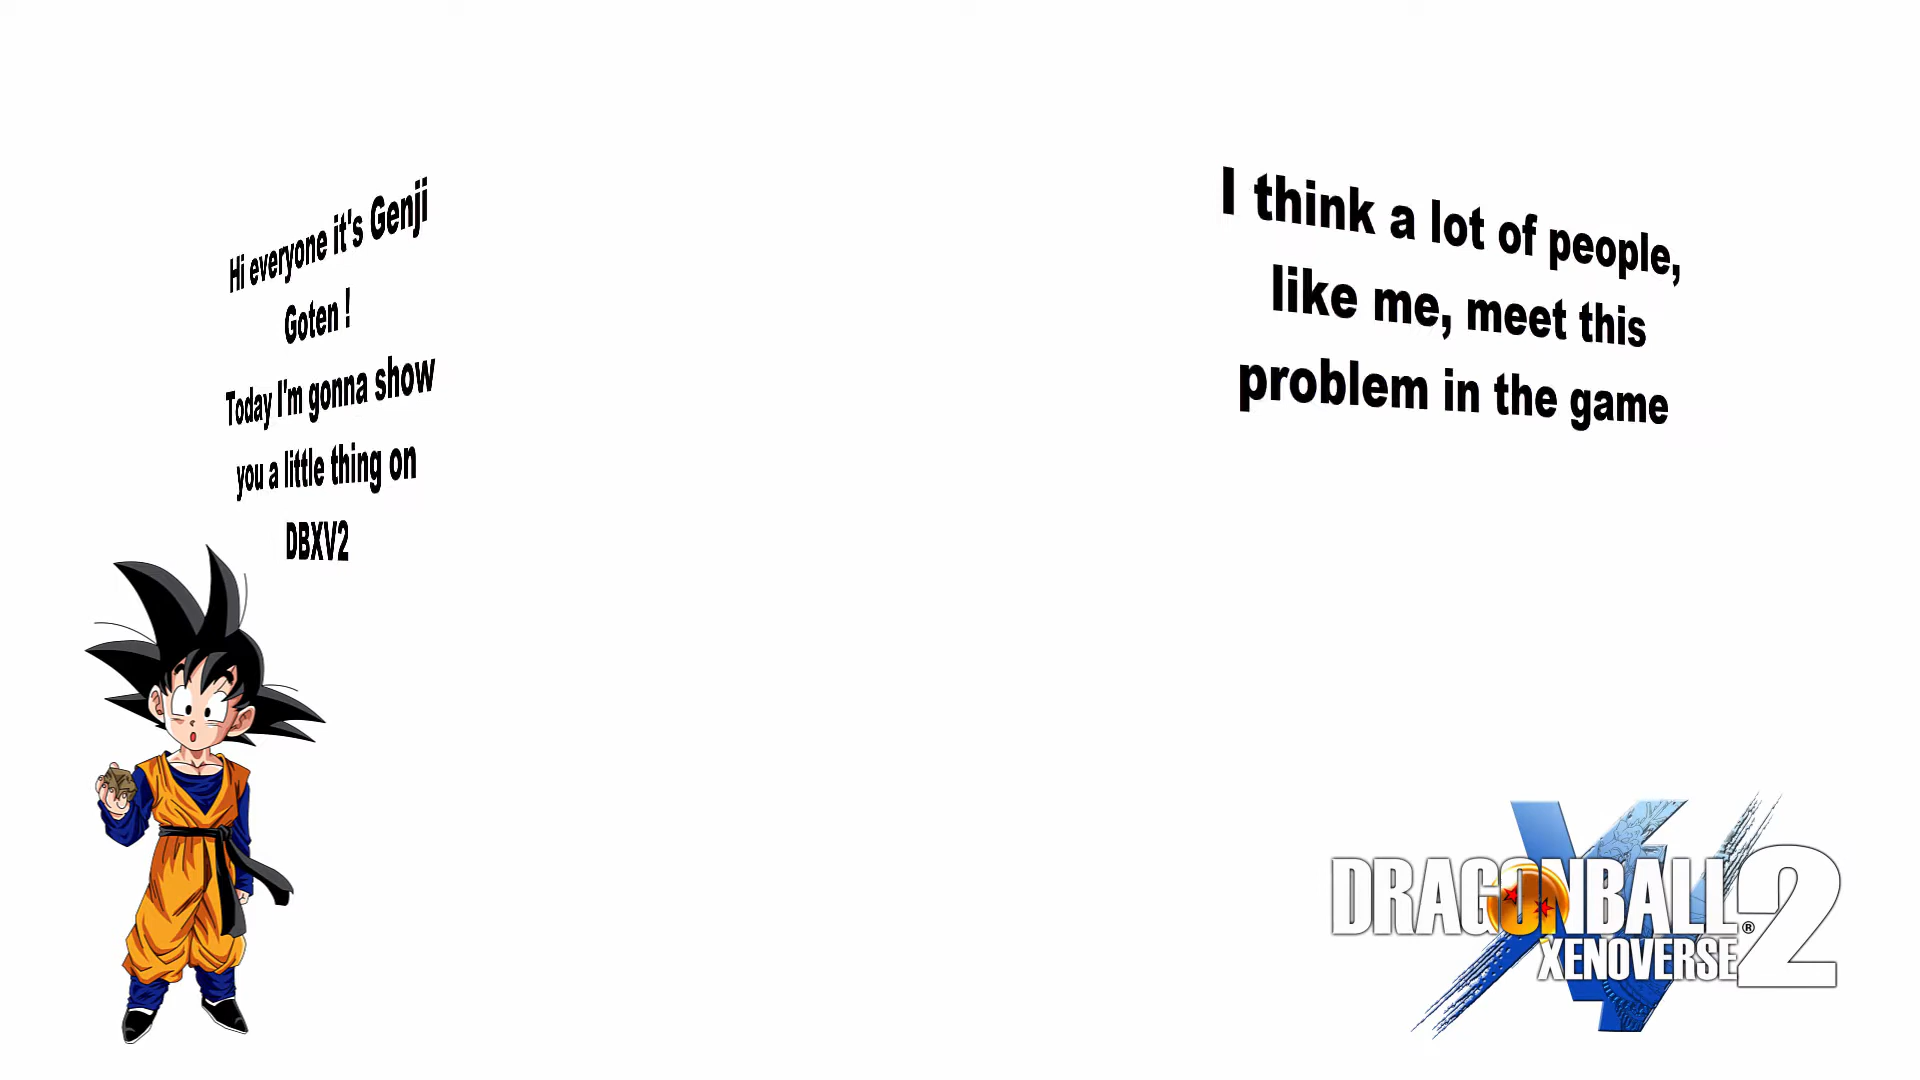 Hi everyone it's Genji
Goten !
Today I'm gonna show
you a little thing on
DBXV2
I think a lot of people,
like me, meet this
problem in the game
DRAGONBALL®
XENOVERSE 2